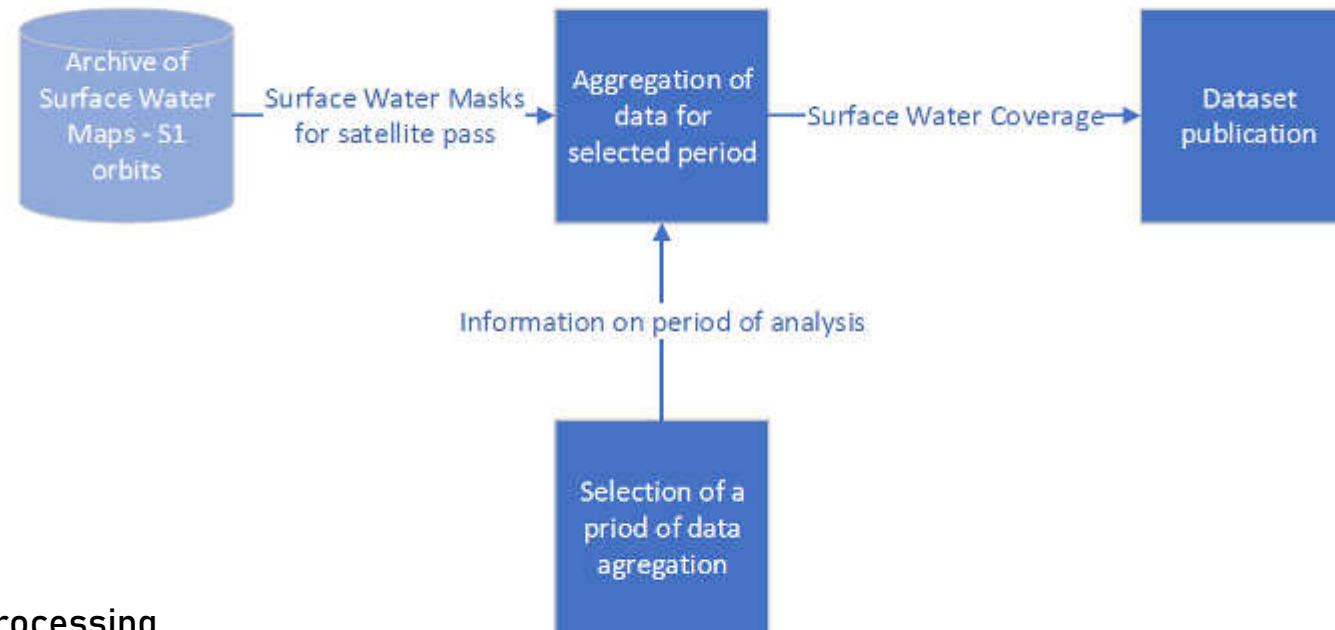 Archive of
Surface Water
Maps - S1
orbits
Surface Water Masks
for satellite pass
Aggregation of
data for
selected period
Surface Water Coverage
Dataset
publication
Information on period of analysis
Selection of a
priod of data
agregation